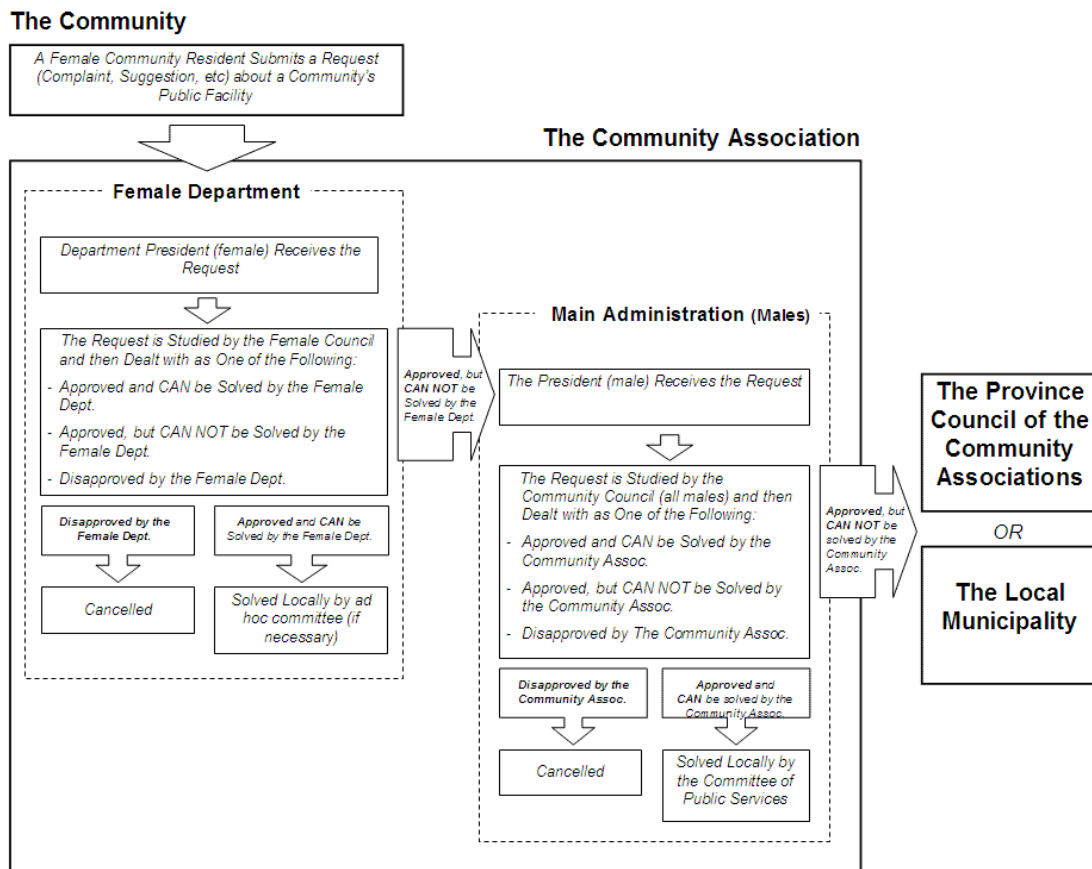 The Community
A Female Community Resident Submits a Request
(Complaint, Suggestion, etc) about a Community's
Public Facility
The Community Association
Female Department
Department President (female) Receives the
Request
The Request is Studied by the Female Council
and then Dealt with as One of the Following:
- Approved and CAN be Solved by the Female
Dept.
- Approved, but CAN NOT be Solved by the
Female Dept.
- Disapproved by the Female Dept.
Disapproved by the
Female Dept.
Approved and CAN be
Solved by the Female Dept.
Cancelled
Solved Locally by ad
hoc committee (if
necessary)
Approved, but
CAN NOT be
Solved by the
Female Dept.
Main Administration (Males)
The President (male) Receives the Request
The Request is Studied by the
Community Council (all males) and then
Dealt with as One of the Following:
- Approved and CAN be Solved by the
Community Assoc.
- Approved, but CAN NOT be Solved by
the Community Assoc.
- Disapproved by The Community Assoc.
Disapproved by the
Community Assoc.
Approved and
CAN be solved by the
Community Assoc.
Cancelled
Solved Locally by
the Committee of
Public Services
Approved, but
CAN NOT be
solved by the
Community
Assoc.
The Province
Council of the
Community
Associations
OR
The Local
Municipality